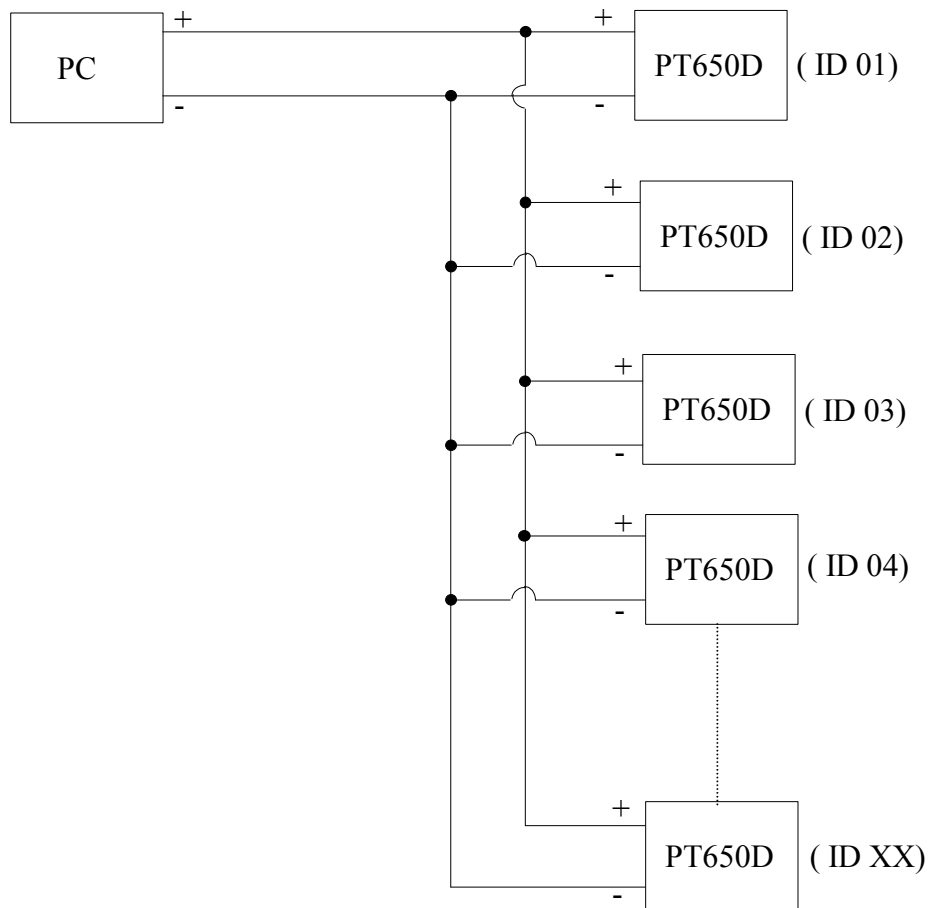 +
PC
-
+
PT650D
-
( ID 01)
+
PT650D
-
( ID 02)
+
PT650D
-
( ID 03)
+
PT650D
-
( ID 04)
+
PT650D
-
( ID XX)